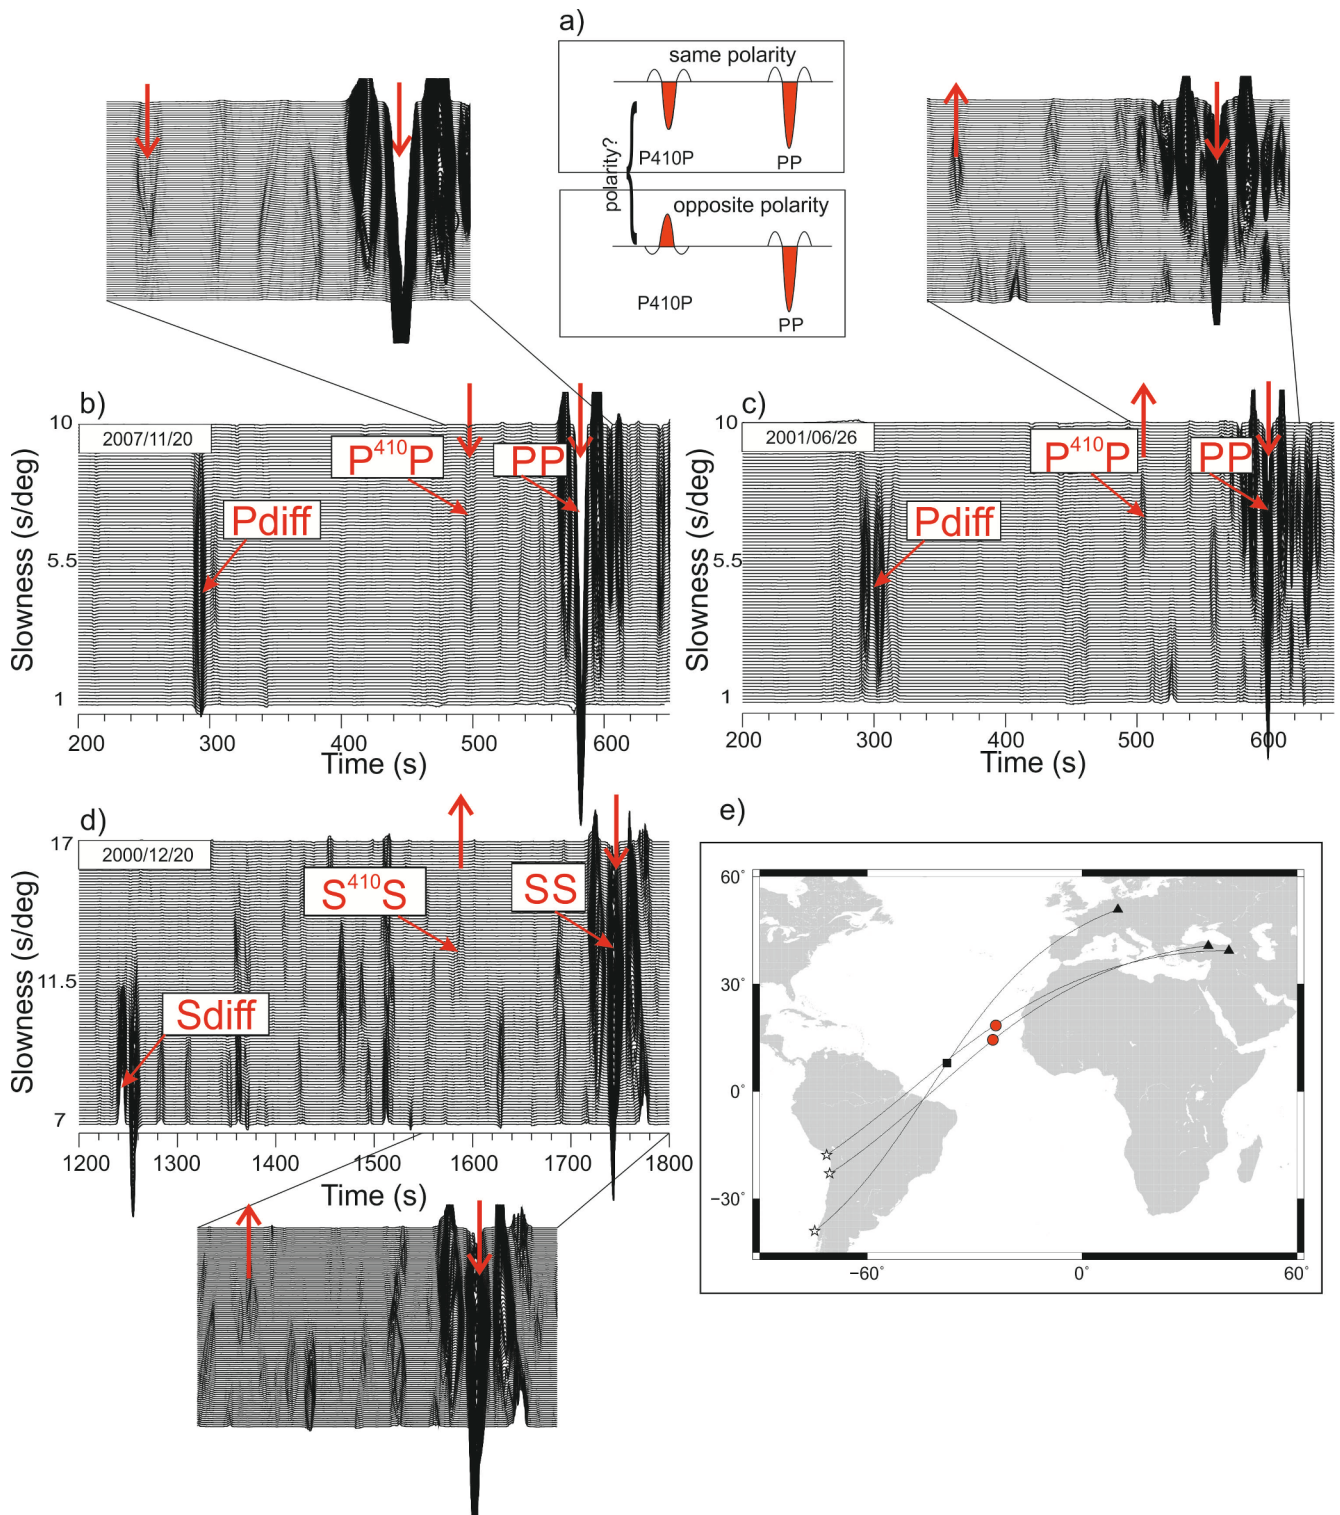 a)
same polarity
P410P
PP
polarity?
opposite polarity
P410P
PP
b)
10
2007/11/20
P⁴¹⁰P
PP
Pdiff
5.5
1
Slowness (s/deg)
200
300
400
500
600
Time (s)
c)
10
2001/06/26
P⁴¹⁰P
PP
Pdiff
5.5
1
Slowness (s/deg)
200
300
400
500
600
Time (s)
d)
17
2000/12/20
S⁴¹⁰S
SS
Sdiff
11.5
7
Slowness (s/deg)
1200
1300
1400
1500
1600
1700
1800
Time (s)
e)
60˚
30˚
0˚
−30˚
−60˚
0˚
60˚